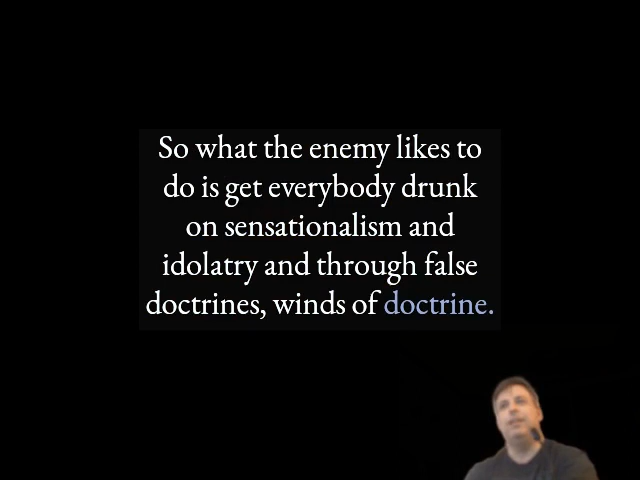 So what the enemy likes to
do is get everybody drunk
on sensationalism and
idolatry and through false
doctrines, winds of doctrine.